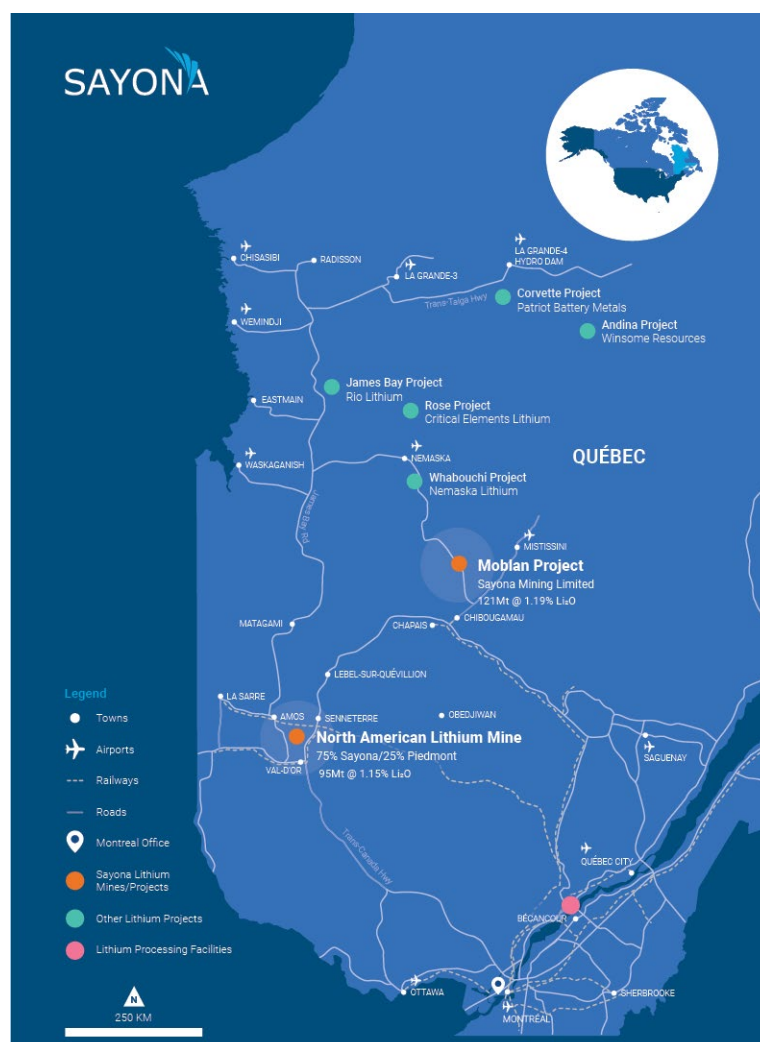 SAYONA
CHISASIBI
RADISSON
LA GRANDE-3
LA GRANDE-4
HYDRO DAM
Trans-Taiga Hwy
Corvette Project
Patriot Battery Metals
Andina Project
Winsome Resources
WEMINDJI
James Bay Project
Rio Lithium
EASTMAIN
Rose Project
Critical Elements Lithium
QUÉBEC
NEMASKA
WASKAGANISH
Whabouchi Project
Nemaska Lithium
James Bay Rd
MISTISSINI
Moblan Project
Sayona Mining Limited
121Mt @ 1.19% Li₂O
MATAGAMI
CHAPAIS
CHIBOUGAMAU
LEBEL-SUR-QUÉVILLION
LA SARRE
AMOS
SENNETERRE
OBEDJIWAN
North American Lithium Mine
75% Sayona/25% Piedmont
95Mt @ 1.15% Li₂O
VAL-D'OR
SAGUENAY
Trans-Canada Hwy
QUÉBEC CITY
BÉCANCOUR
OTTAWA
MONTRÉAL
SHERBROOKE
Legend
Towns
Airports
Railways
Roads
Montreal Office
Sayona Lithium
Mines/Projects
Other Lithium Projects
Lithium Processing Facilities
N
250 KM